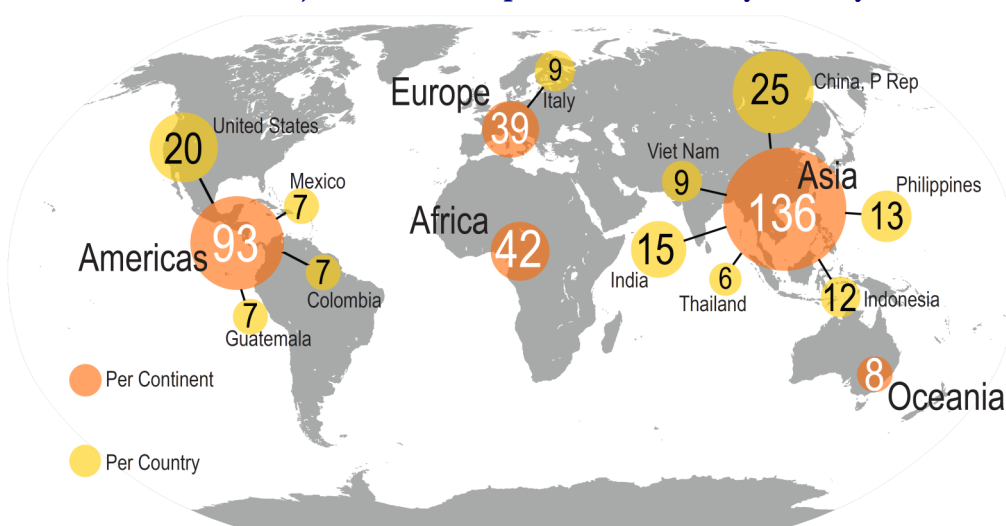 United States
20
Mexico
7
Americas
93
7
Colombia
7
Guatemala
Europe
39
9
Italy
Africa
42
25
China, P Rep
Viet Nam
9
Asia
136
Philippines
13
15
India
6
Thailand
12
Indonesia
8
Oceania
Per Continent
Per Country